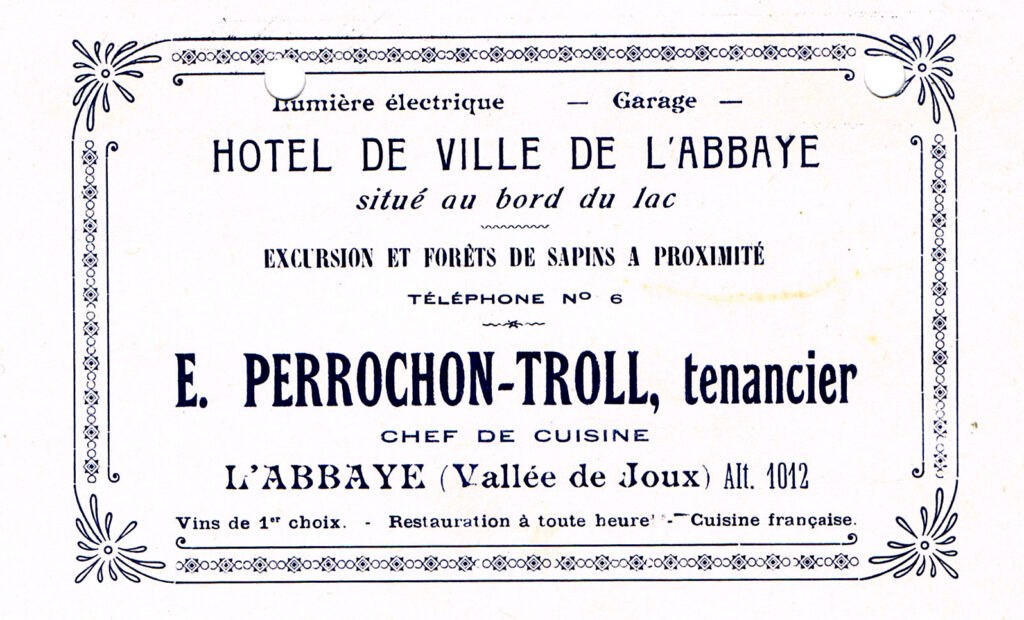 Lumière électrique — Garage —
HOTEL DE VILLE DE L'ABBAYE
situé au bord du lac
EXCURSION ET FORÊTS DE SAPINS A PROXIMITÉ
TÉLÉPHONE Nº 6
E. PERROCHON-TROLL, tenancier
CHEF DE CUISINE
L'ABBAYE (Vallée de Joux) Alt. 1012
Vins de 1er choix. - Restauration à toute heure - Cuisine française.